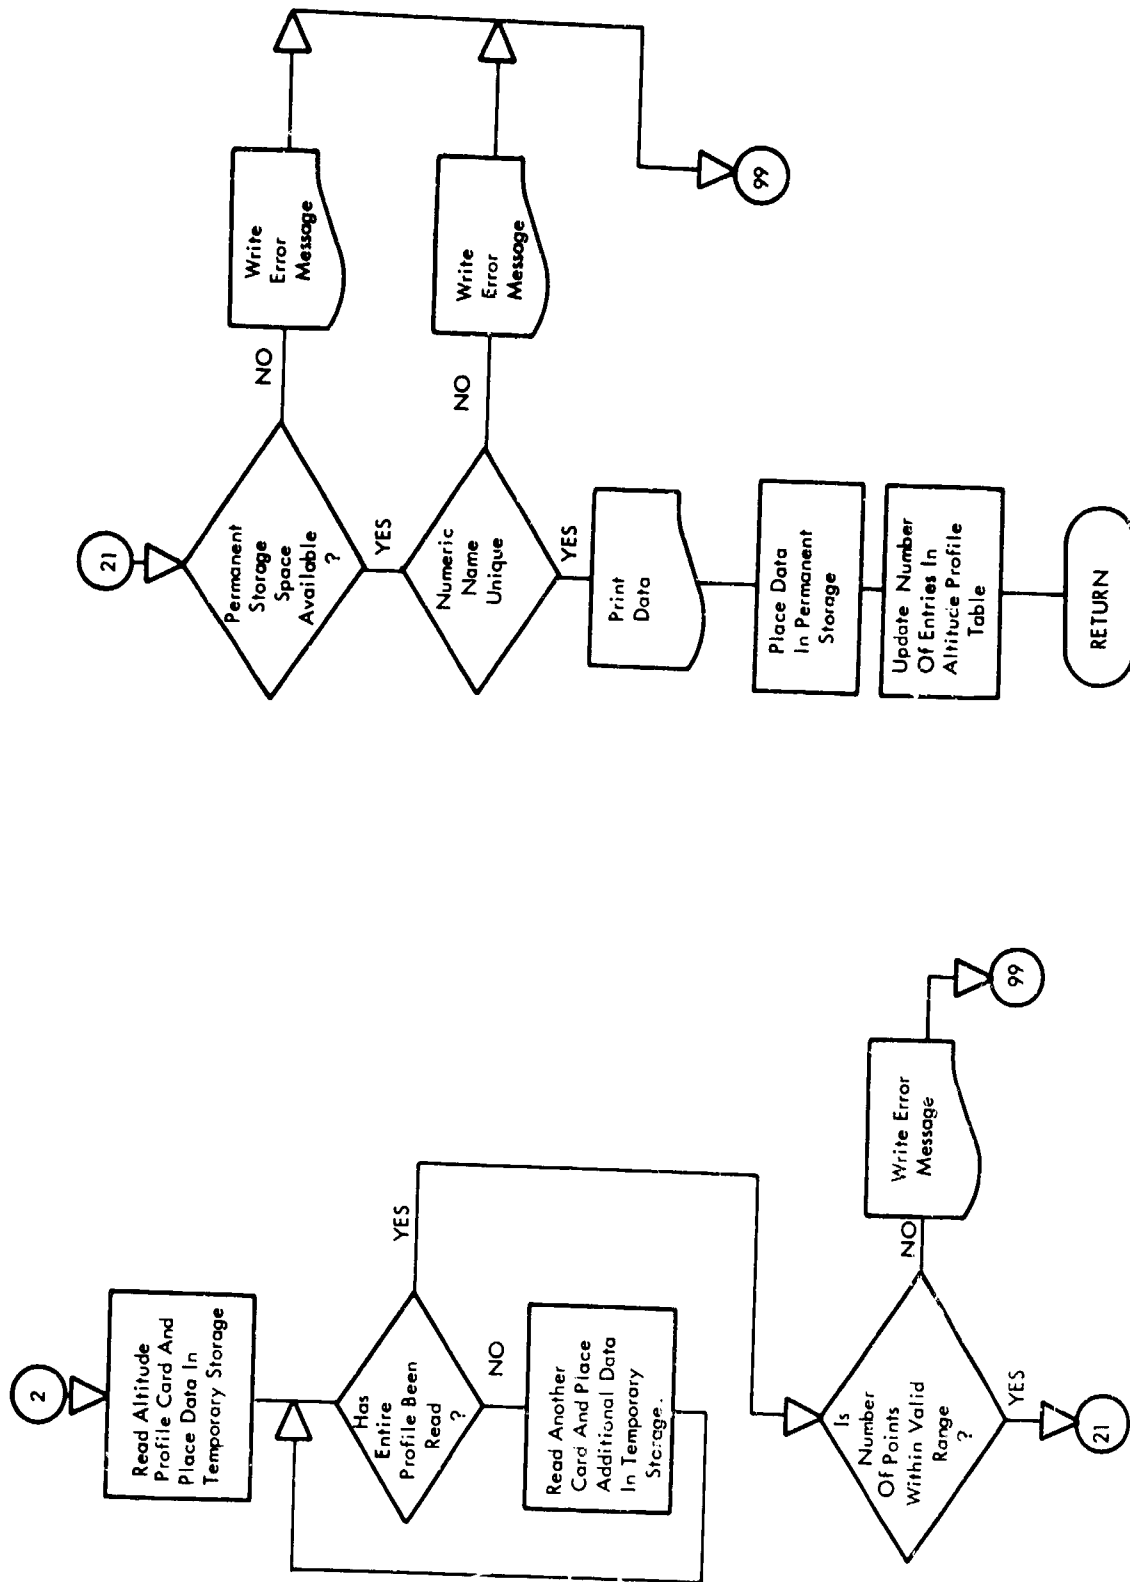 2
Read Altitude
Profile Card And
Place Data In
Temporary Storage
Has
Entire
Profile Been
Read
?
YES
NO
Read Another
Card And Place
Additional Data
In Temporary
Storage.
Is
Number
Of Points
Within Valid
Range
?
NO
Write Error
Message
99
YES
21
21
Permanent
Storage
Space
Available
?
NO
Write
Error
Message
YES
Numeric
Name
Unique
NO
Write
Error
Message
99
YES
Print
Data
Place Data
In Permanent
Storage
Update Number
Of Entries In
Altitucie Profile
Table
RETURN